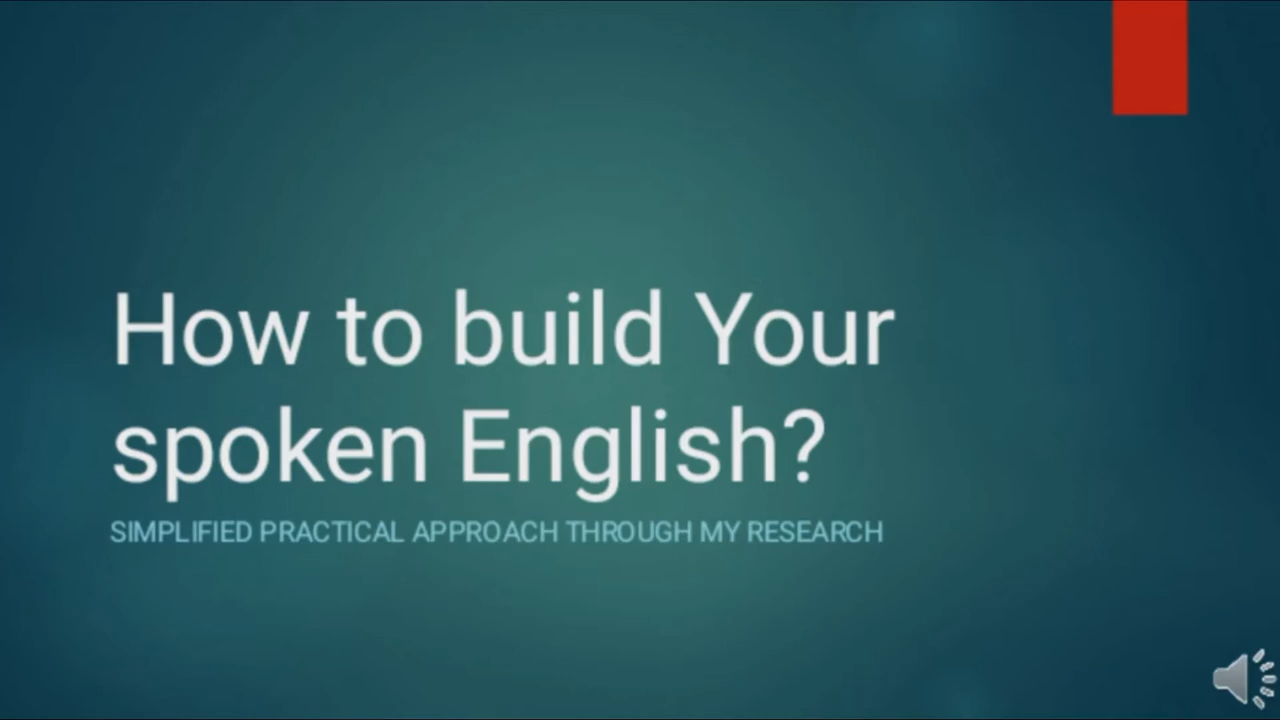 How to build Your
spoken English?
SIMPLIFIED PRACTICAL APPROACH THROUGH MY RESEARCH